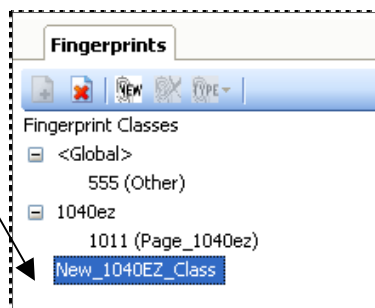 Fingerprints
NEW TYPE
Fingerprint Classes
<Global>
555 (Other)
1040ez
1011 (Page_1040ez)
New_1040EZ_Class